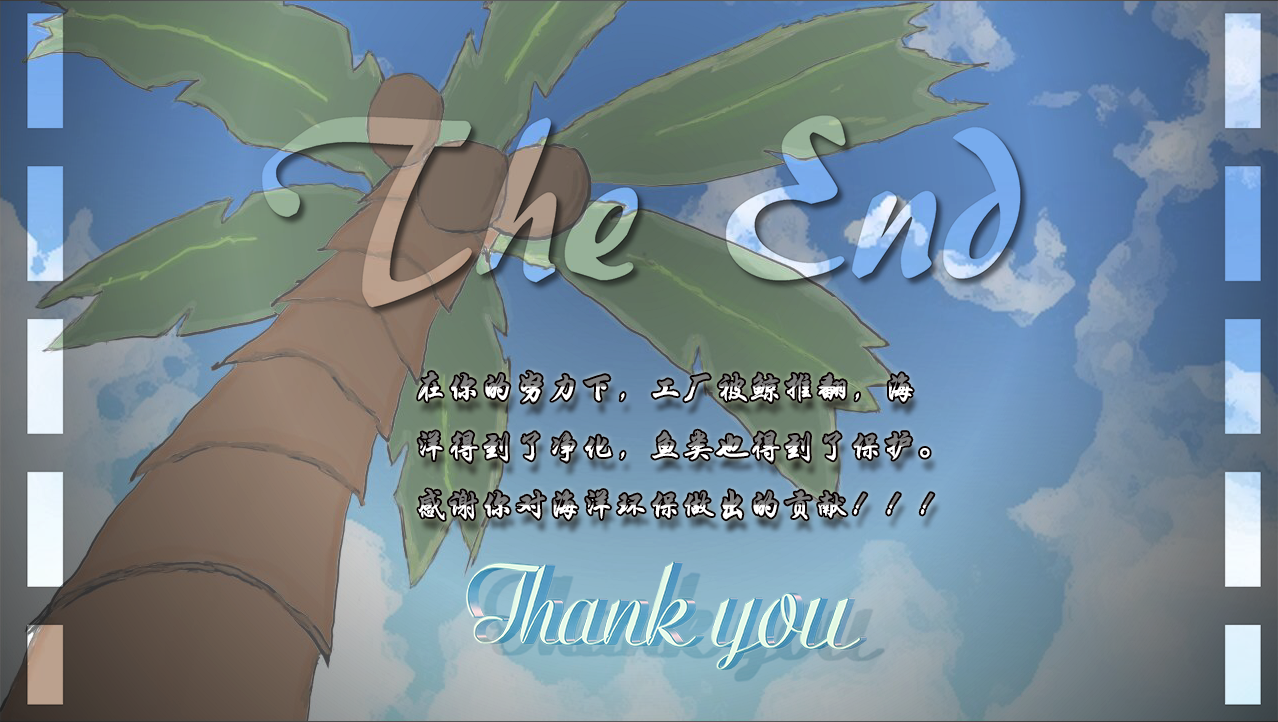 The End
在你的努力下，工厂被鲸推翻，海
洋得到了净化，鱼类也得到了保护。
感谢你对海洋环保做出的贡献！！！
Thank you